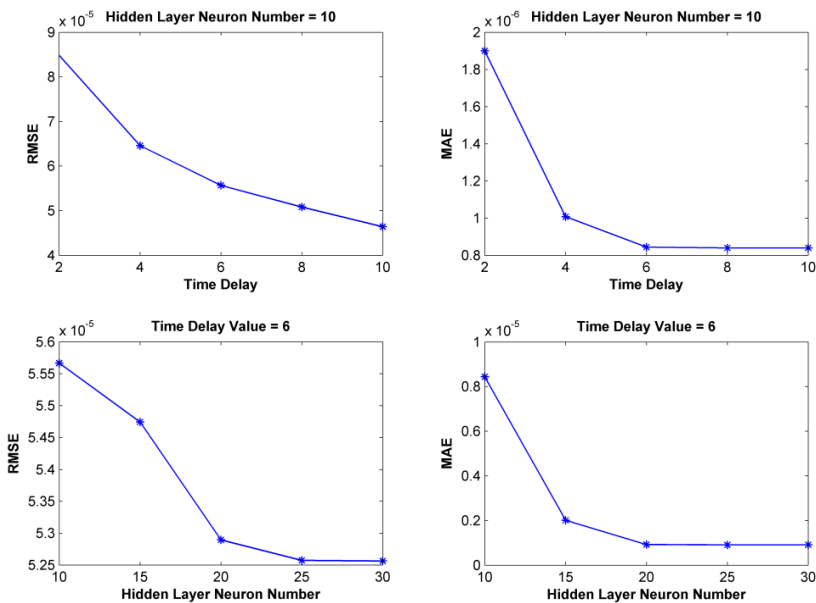 x 10 -5
Hidden Layer Neuron Number = 10
9
8
7
6
5
4
RMSE
2 4 6 8 10
Time Delay
x 10 -6
Hidden Layer Neuron Number = 10
2
1.8
1.6
1.4
1.2
1
0.8
MAE
2 4 6 8 10
Time Delay
x 10 -5
Time Delay Value = 6
5.6
5.55
5.5
5.45
5.4
5.35
5.3
5.25
RMSE
10 15 20 25 30
Hidden Layer Neuron Number
x 10 -5
Time Delay Value = 6
1
0.8
0.6
0.4
0.2
0
MAE
10 15 20 25 30
Hidden Layer Neuron Number